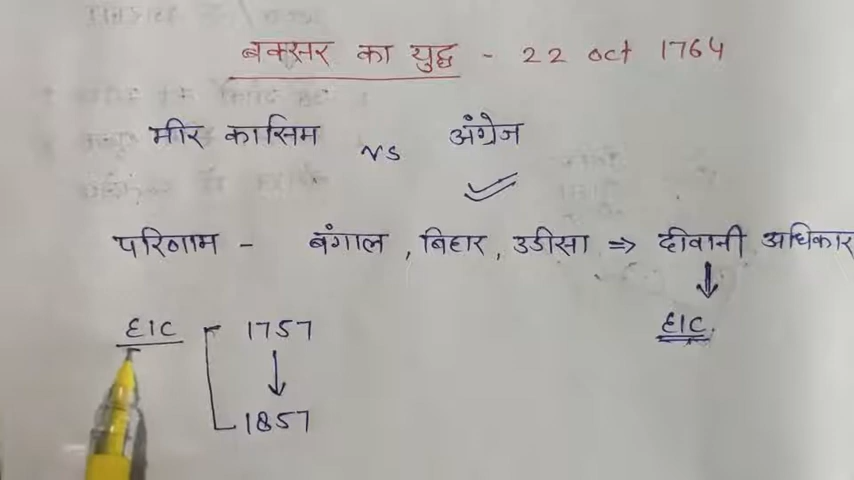 बक्सर का युद्ध - 22 oct 1764
मीर कासिम vs अंग्रेज
परिणाम - बंगाल , बिहार , उडीसा ⇒ दीवानी अधिकार
↓
EIC 1757 EIC.
↓
1857